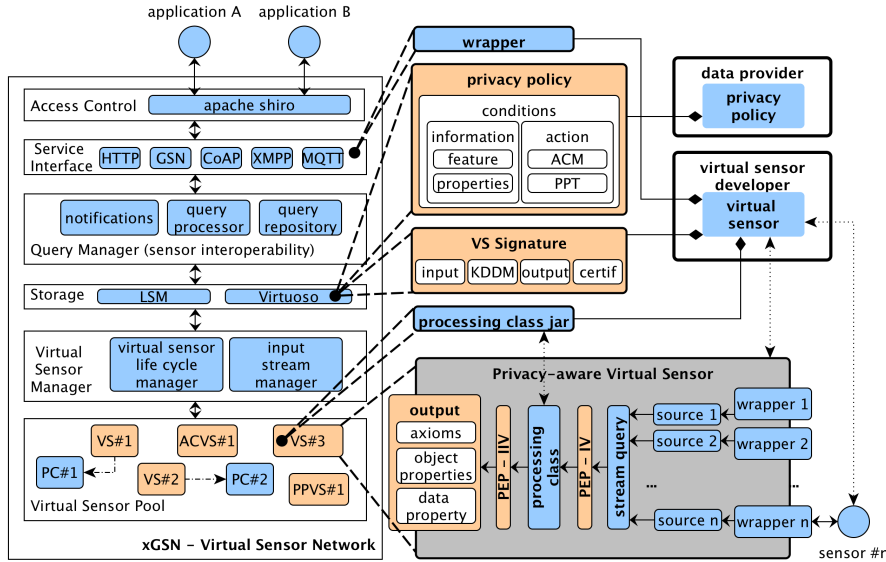 application A
application B
Access Control
apache shiro
Service
Interface
HTTP
GSN
CoAP
XMPP
MQTT
notifications
query
processor
query
repository
Query Manager (sensor interoperability)
Storage
LSM
Virtuoso
Virtual
Sensor
Manager
virtual sensor
life cycle
manager
input
stream
manager
VS#1
ACVS#1
VS#3
PC#1
VS#2
PC#2
PPVS#1
Virtual Sensor Pool
xGSN - Virtual Sensor Network
wrapper
privacy policy
conditions
information
feature
properties
action
ACM
PPT
VS Signature
input
KDDM
output
certif
processing class jar
data provider
privacy
policy
virtual sensor
developer
virtual
sensor
Privacy-aware Virtual Sensor
output
axioms
object
properties
data
property
PEP - IIV
processing
class
PEP - IV
stream query
source 1
source 2
...
source n
wrapper 1
wrapper 2
...
wrapper n
sensor #n